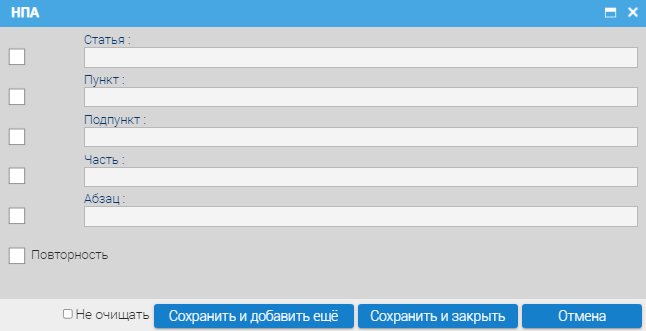 НПА
Статья :
Пункт :
Подпункт :
Часть :
Абзац :
Повторность
Не очищать Сохранить и добавить ещё Сохранить и закрыть Отмена